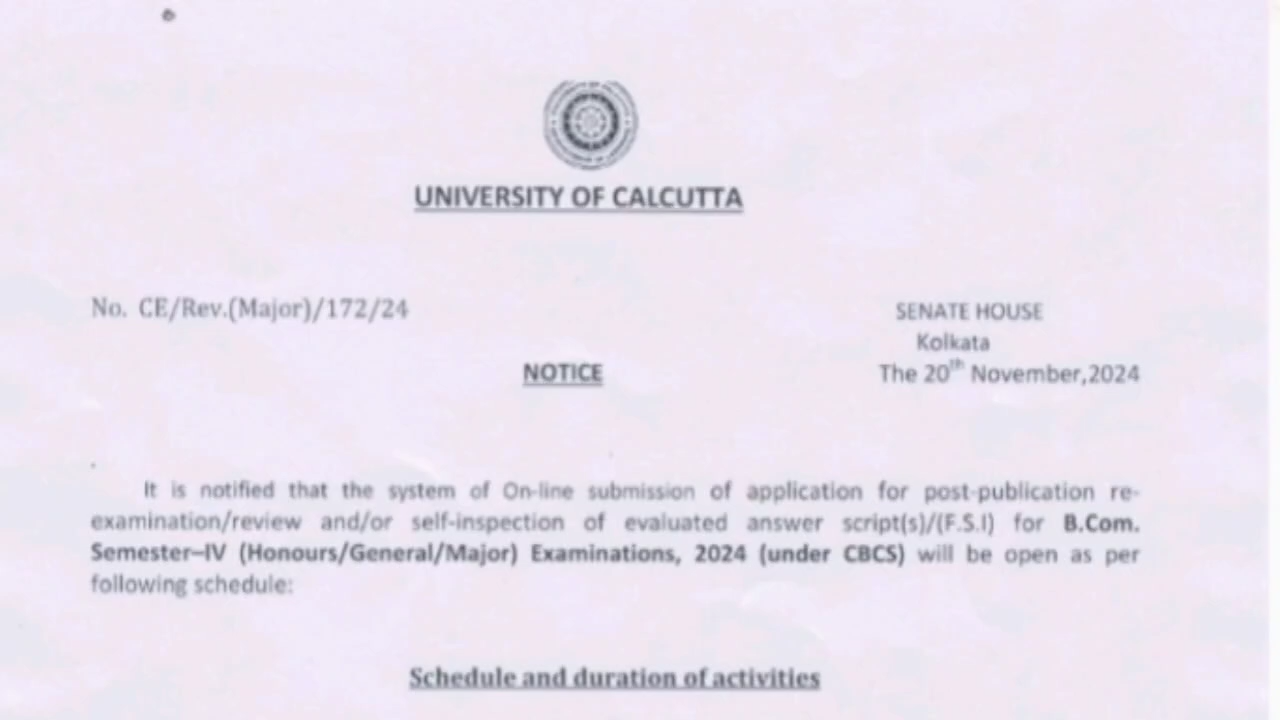 UNIVERSITY OF CALCUTTA
No. CE/Rev.(Major)/172/24
SENATE HOUSE
Kolkata
NOTICE
The 20th November,2024
It is notified that the system of On-line submission of application for post-publication re-
examination/review and/or self-inspection of evaluated answer script(s)/(F.S.I) for B.Com.
Semester–IV (Honours/General/Major) Examinations, 2024 (under CBCS) will be open as per
following schedule:
Schedule and duration of activities